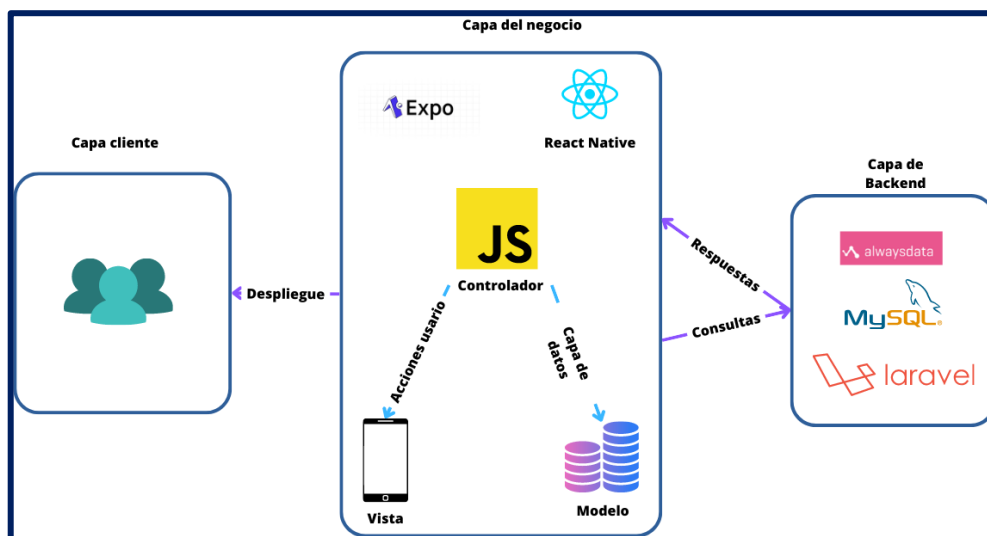 Capa del negocio
Expo
React Native
Capa cliente
JS
Controlador
Despliegue
Acciones usario
Capa de
datos
Vista
Modelo
Respuestas
Consultas
Capa de
Backend
alwaysdata
MySQL®
laravel